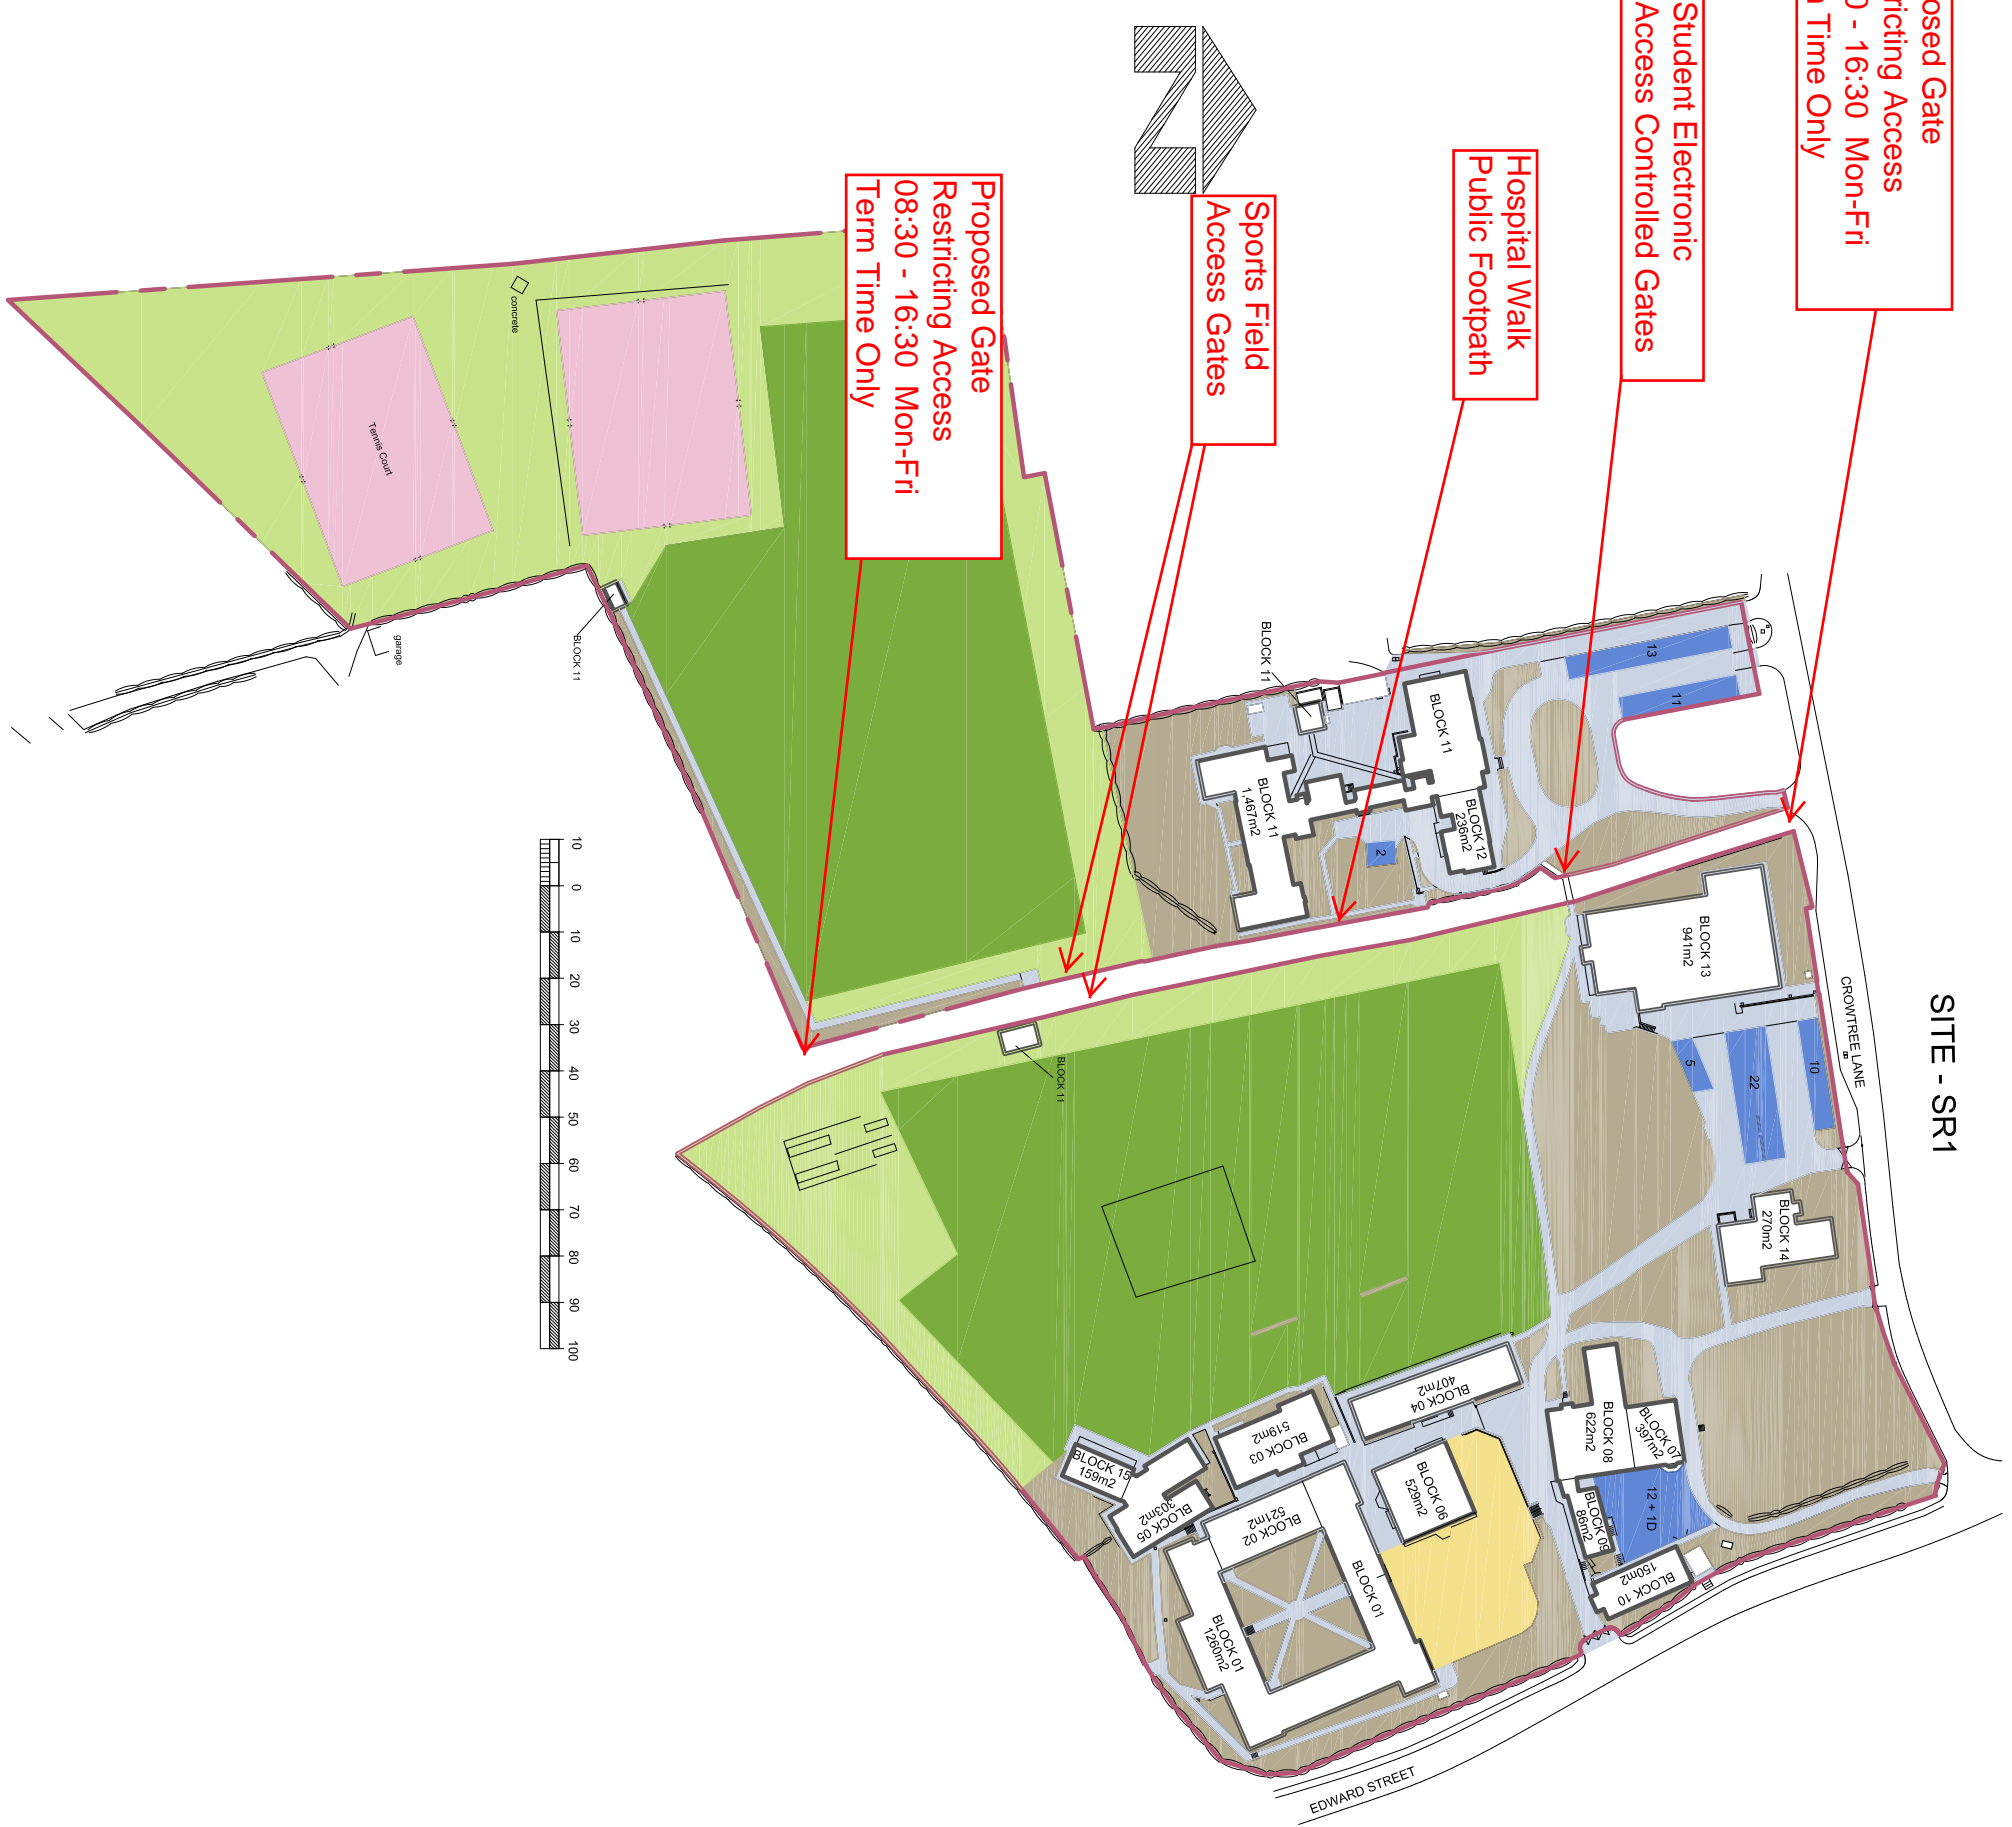 SITE - SR1
osed Gate
ricting Access
0 - 16:30 Mon-Fri
Time Only
Student Electronic
Access Controlled Gates
Hospital Walk
Public Footpath
Sports Field
Access Gates
Proposed Gate
Restricting Access
08:30 - 16:30 Mon-Fri
Term Time Only
CROWTREE LANE
EDWARD STREET
13
11
BLOCK 11
BLOCK 11
BLOCK 12
236m2
BLOCK 11
1,467m2
2
BLOCK 13
941m2
10
22
5
BLOCK 14
270m2
BLOCK 07
397m2
BLOCK 08
622m2
12 + 1D
BLOCK 09
86m2
BLOCK 10
150m2
BLOCK 04
407m2
BLOCK 06
529m2
BLOCK 03
519m2
BLOCK 02
521m2
BLOCK 01
BLOCK 01
1260m2
BLOCK 05
303m2
BLOCK 15
159m2
BLOCK 11
BLOCK 11
concrete
Tennis Court
garage
10 0 10 20 30 40 50 60 70 80 90 100